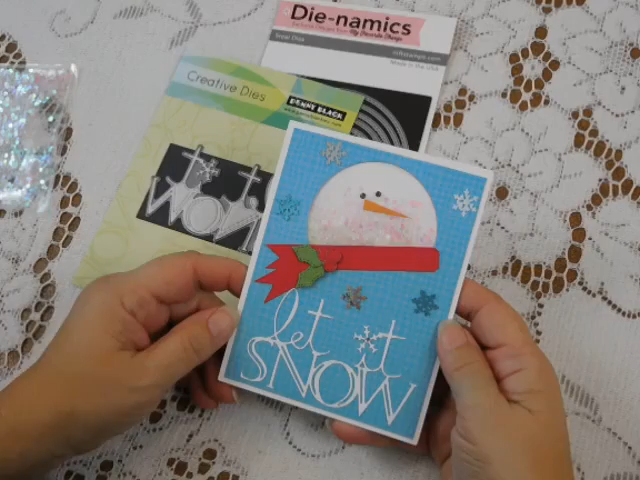 Die-namics
Creative Dies
PENNY BLACK
let it
SNOW